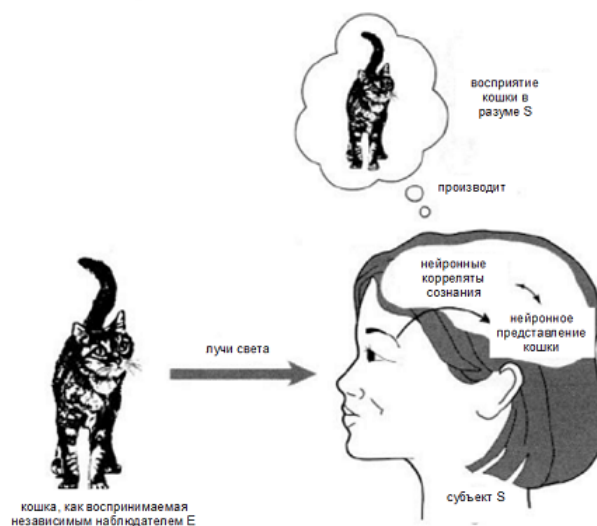 восприятие
кошки в
разуме S
производит
нейронные
корреляты
сознания
нейронное
представление
кошки
лучи света
субъект S
кошка, как воспринимаемая
независимым наблюдателем E